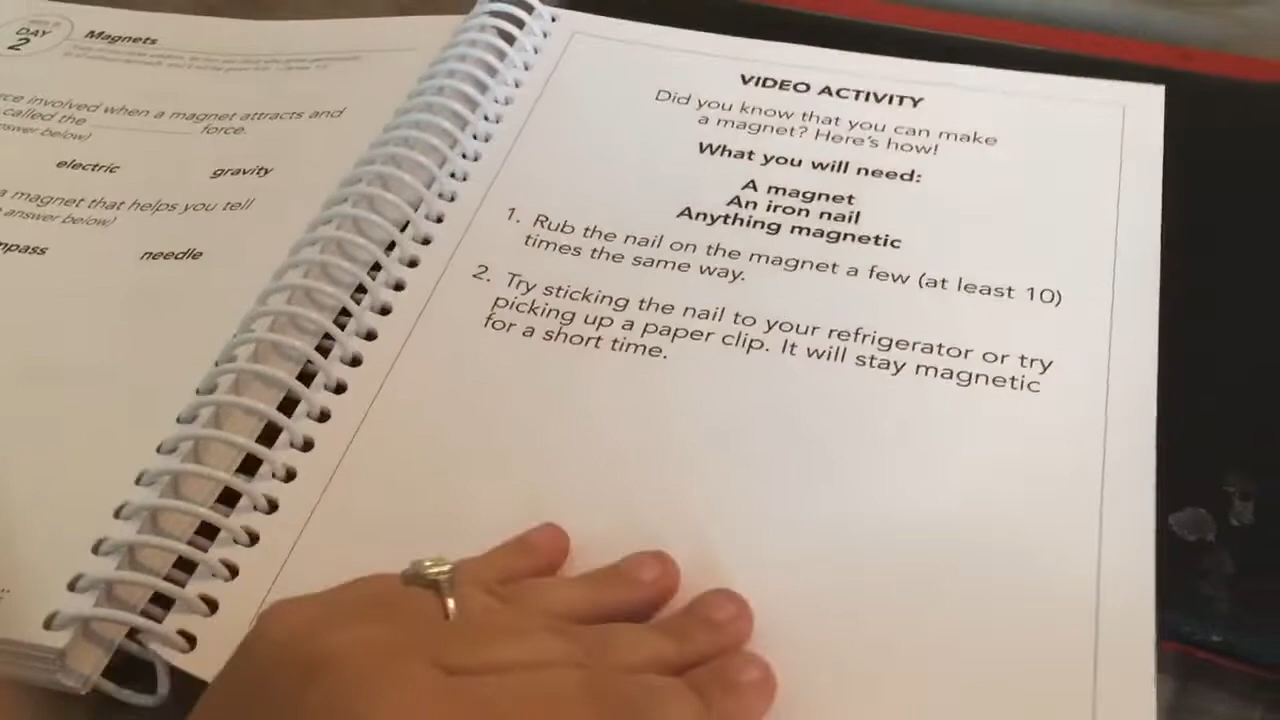 DAY
2
Magnets
involved when a magnet attracts and
called the force.
answer below)
electric gravity
a magnet that helps you tell
answer below)
needle
VIDEO ACTIVITY
Did you know that you can make
a magnet? Here's how!
What you will need:
A magnet
An iron nail
Anything magnetic
1. Rub the nail on the magnet a few (at least 10)
times the same way.
2. Try sticking the nail to your refrigerator or try
picking up a paper clip. It will stay magnetic
for a short time.